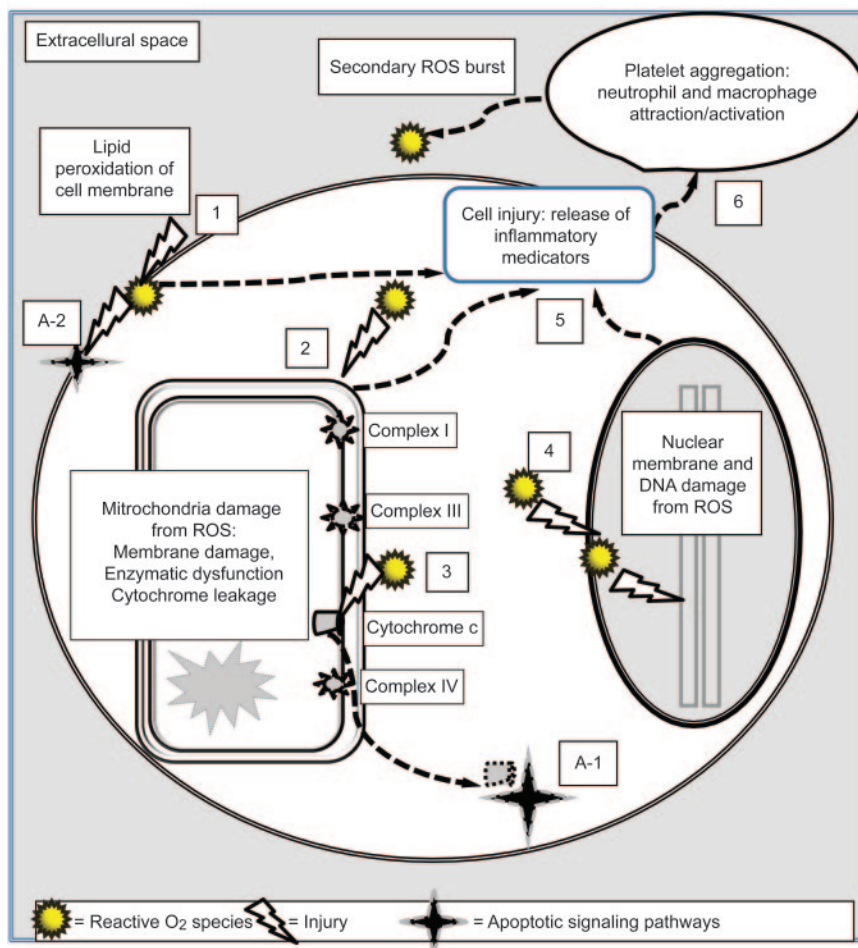 Extracellural space
Secondary ROS burst
Platelet aggregation:
neutrophil and macrophage
attraction/activation
Lipid
peroxidation of
cell membrane
1
6
Cell injury: release of
inflammatory
medicators
A-2
2
5
Complex I
4
Nuclear
membrane and
DNA damage
from ROS
Mitochondria damage
from ROS:
Membrane damage,
Enzymatic dysfunction
Cytochrome leakage
Complex III
3
Cytochrome c
Complex IV
A-1
= Reactive O₂ species
= Injury
= Apoptotic signaling pathways